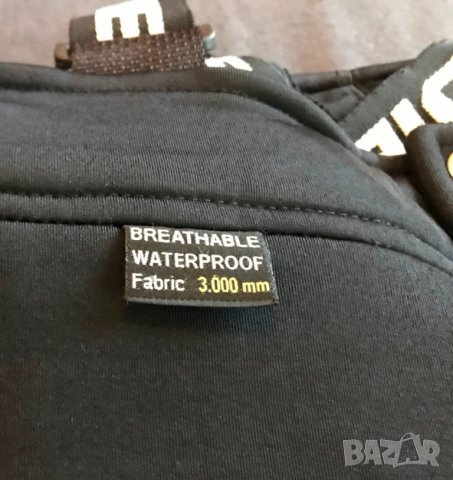 E
BREATHABLE
WATERPROOF
Fabric 3.000 mm
BAZAR